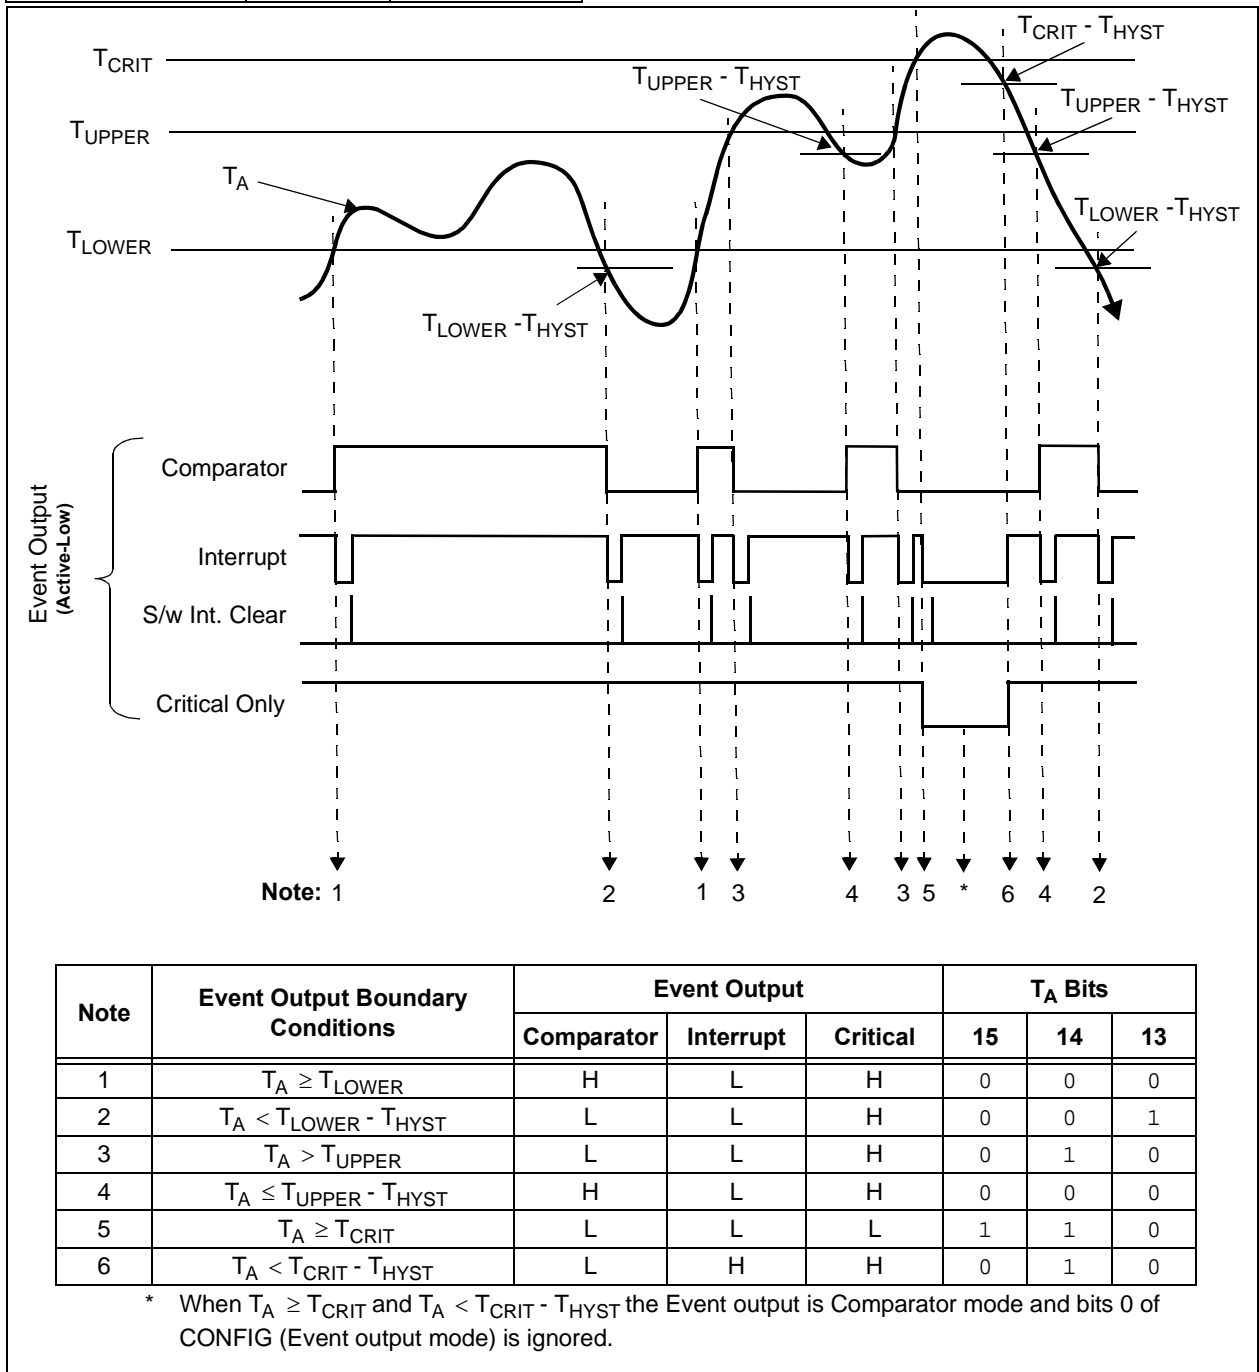 T_CRIT
T_CRIT - T_HYST
T_UPPER - T_HYST
T_UPPER - T_HYST
T_UPPER
T_A
T_LOWER -T_HYST
T_LOWER
T_LOWER -T_HYST
Event Output
(Active-Low)
Comparator
Interrupt
S/w Int. Clear
Critical Only
Note: 1 2 1 3 4 3 5 * 6 4 2
Note Event Output Boundary Conditions Event Output T_A Bits
Comparator Interrupt Critical 15 14 13
1 T_A ≥ T_LOWER H L H 0 0 0
2 T_A < T_LOWER - T_HYST L L H 0 0 1
3 T_A > T_UPPER L L H 0 1 0
4 T_A ≤ T_UPPER - T_HYST H L H 0 0 0
5 T_A ≥ T_CRIT L L L 1 1 0
6 T_A < T_CRIT - T_HYST L H H 0 1 0
* When T_A ≥ T_CRIT and T_A < T_CRIT - T_HYST the Event output is Comparator mode and bits 0 of
CONFIG (Event output mode) is ignored.